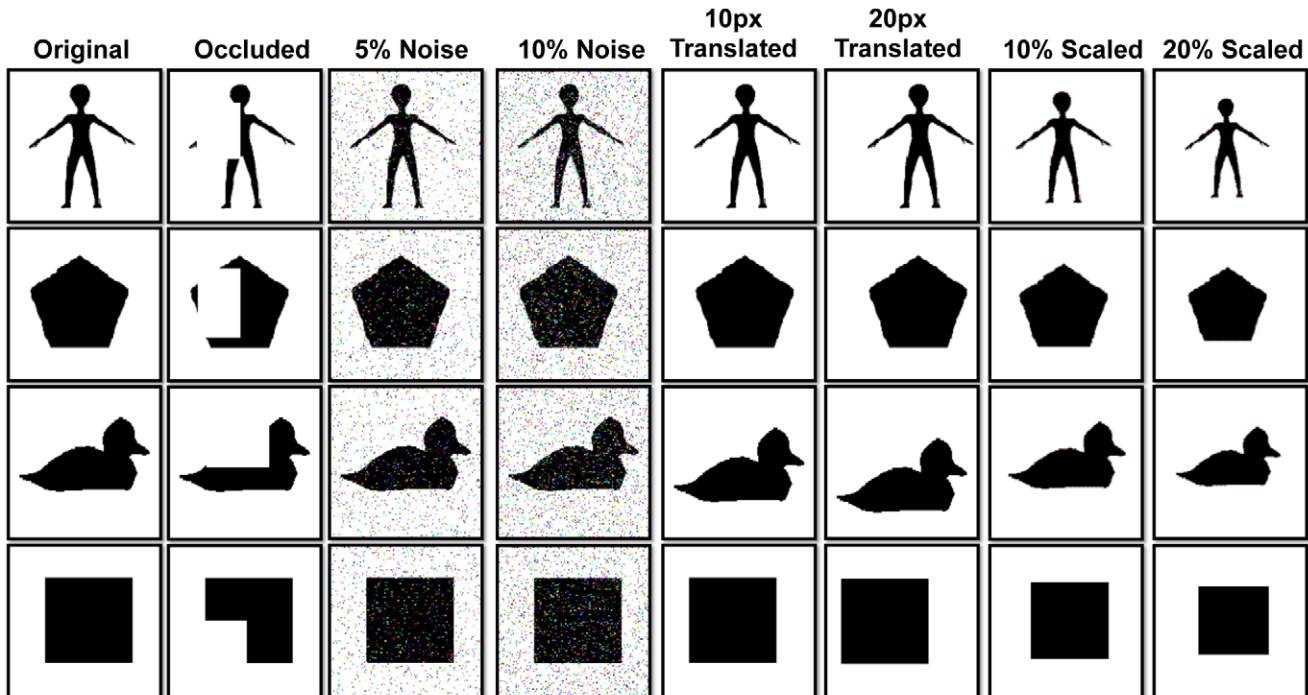 Original
Occluded
5% Noise
10% Noise
10px
Translated
20px
Translated
10% Scaled
20% Scaled